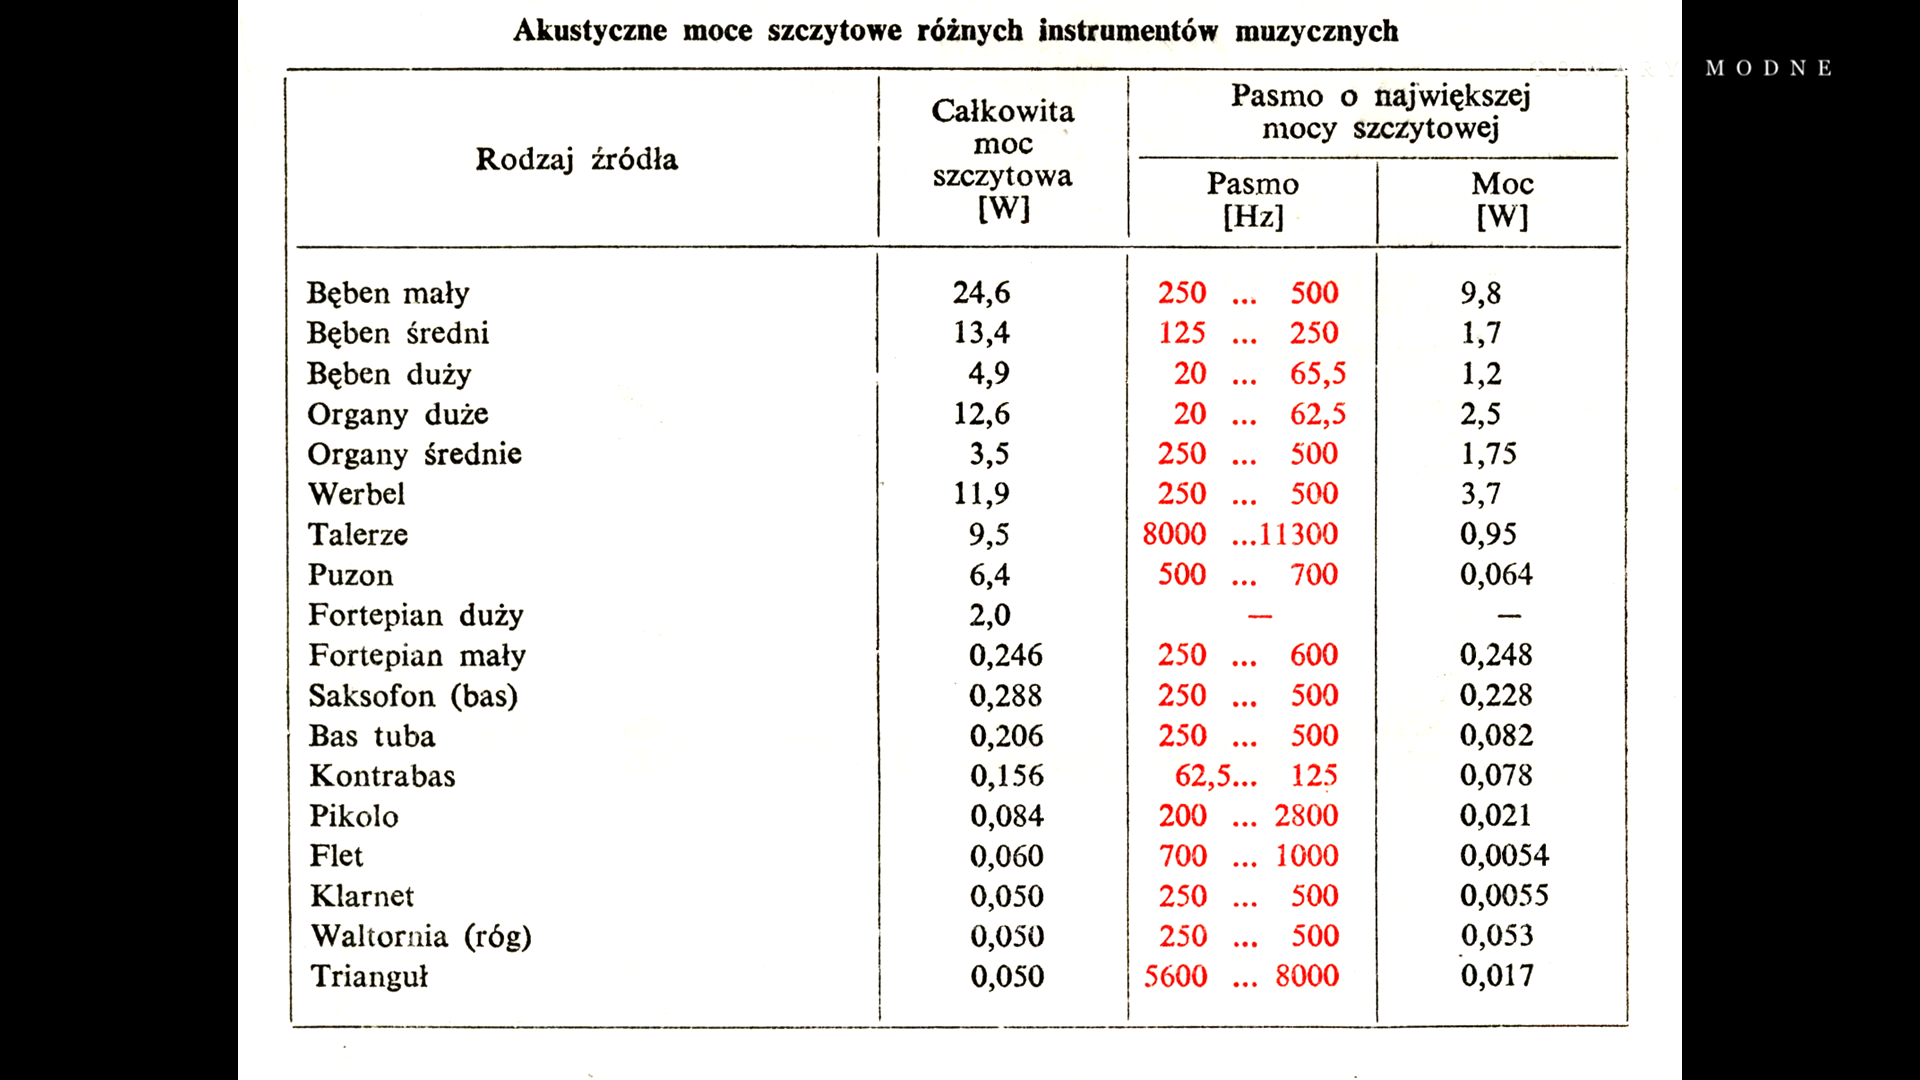 Akustyczne moce szczytowe różnych instrumentów muzycznych
MODNE
Rodzaj źródła
Całkowita
moc
szczytowa
[W]
Pasmo o największej
mocy szczytowej
Pasmo
[Hz]
Moc
[W]
Bęben mały 24,6 250 ... 500 9,8
Bęben średni 13,4 125 ... 250 1,7
Bęben duży 4,9 20 ... 65,5 1,2
Organy duże 12,6 20 ... 62,5 2,5
Organy średnie 3,5 250 ... 500 1,75
Werbel 11,9 250 ... 500 3,7
Talerze 9,5 8000 ...11300 0,95
Puzon 6,4 500 ... 700 0,064
Fortepian duży 2,0 — —
Fortepian mały 0,246 250 ... 600 0,248
Saksofon (bas) 0,288 250 ... 500 0,228
Bas tuba 0,206 250 ... 500 0,082
Kontrabas 0,156 62,5... 125 0,078
Pikolo 0,084 200 ... 2800 0,021
Flet 0,060 700 ... 1000 0,0054
Klarnet 0,050 250 ... 500 0,0055
Waltornia (róg) 0,050 250 ... 500 0,053
Trianguł 0,050 5600 ... 8000 0,017